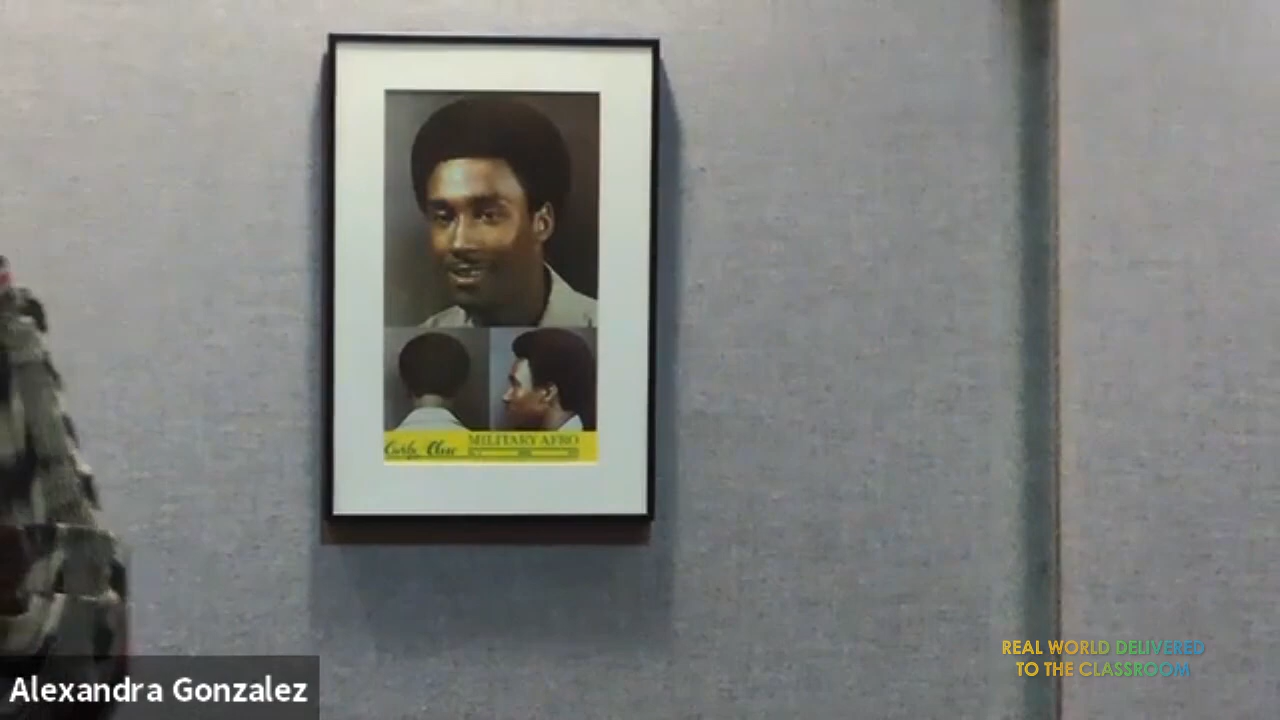 MILITARY AFRO
Alexandra Gonzalez
REAL WORLD DELIVERED
TO THE CLASSROOM